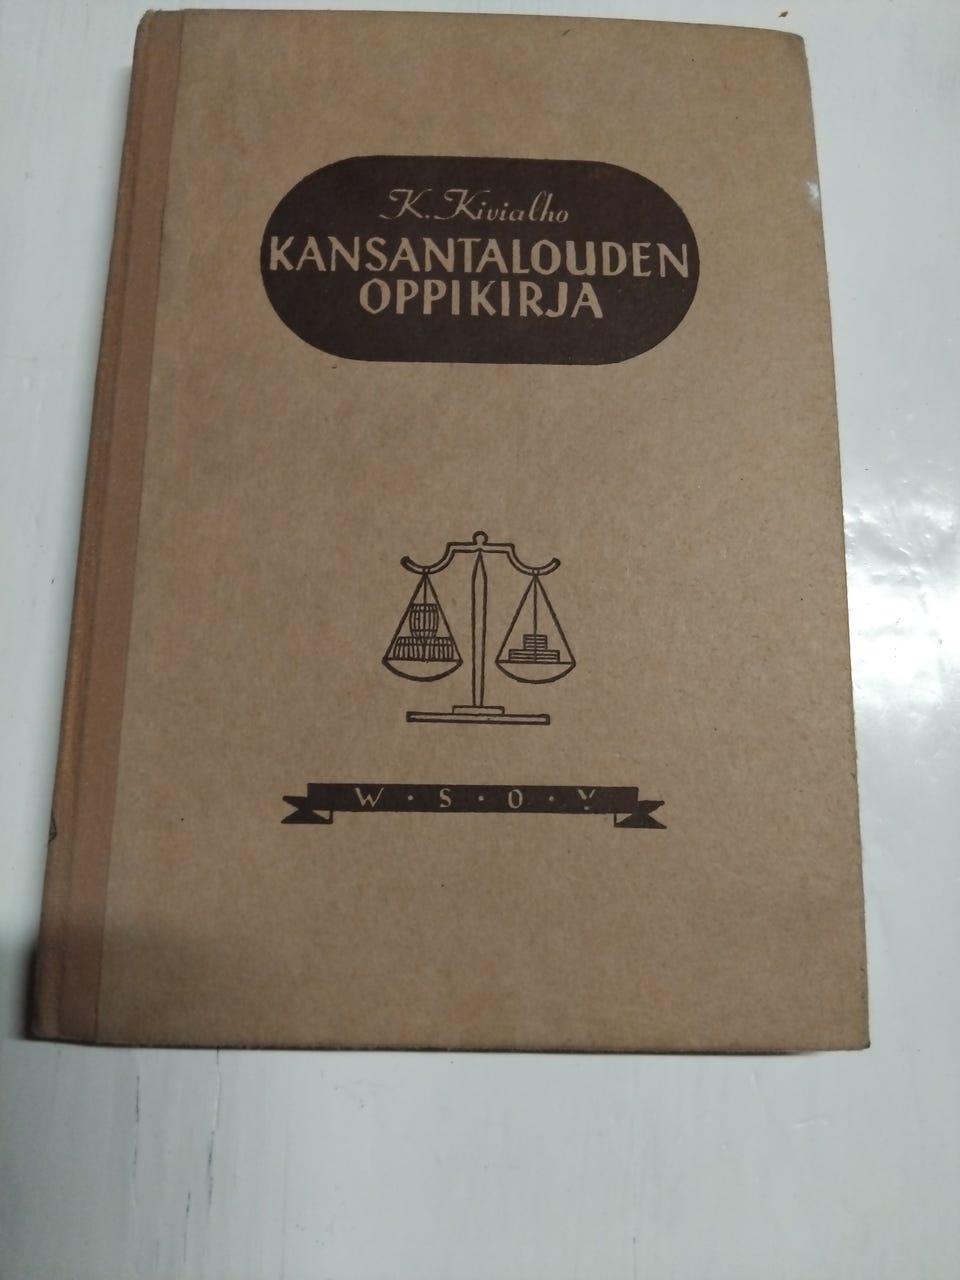 K. Kivialho
KANSANTALOUDEN
OPPIKIRJA
W · S · O · Y